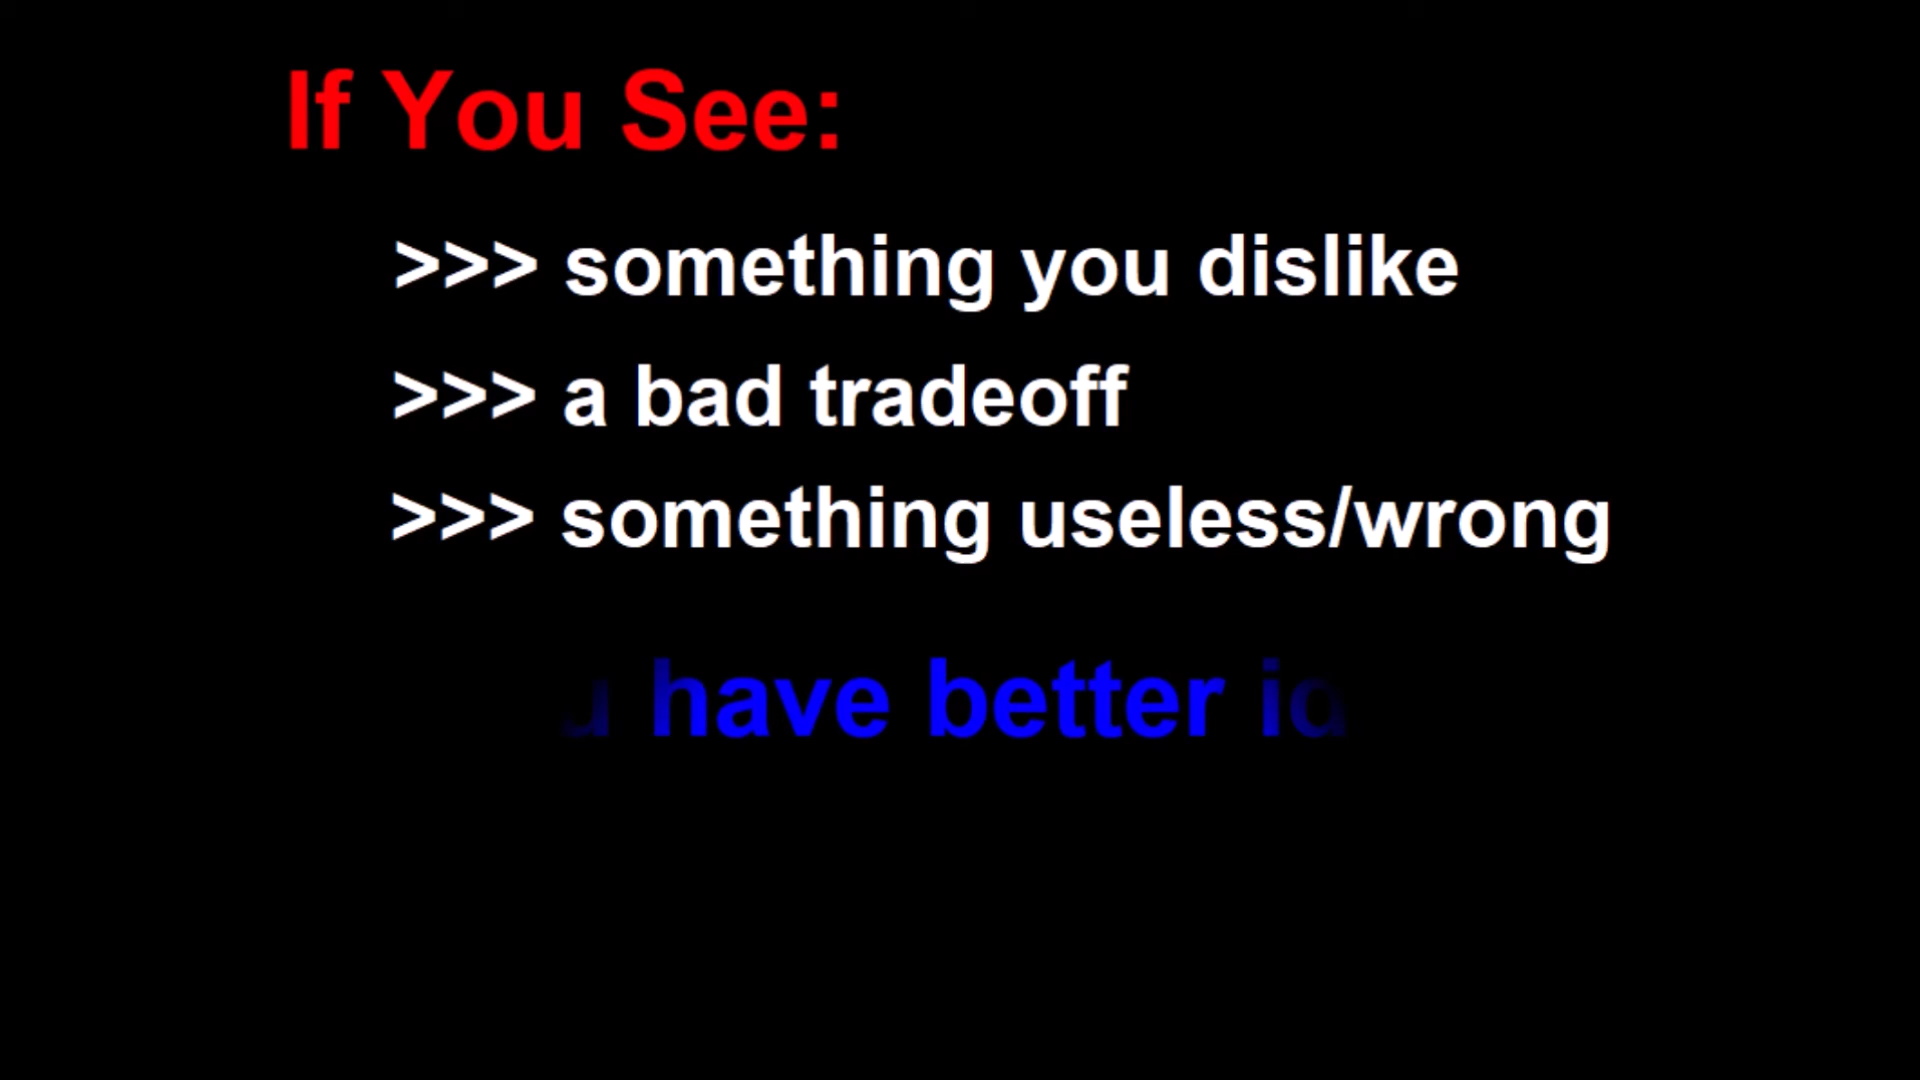 If You See:
>>> something you dislike
>>> a bad tradeoff
>>> something useless/wrong
have better